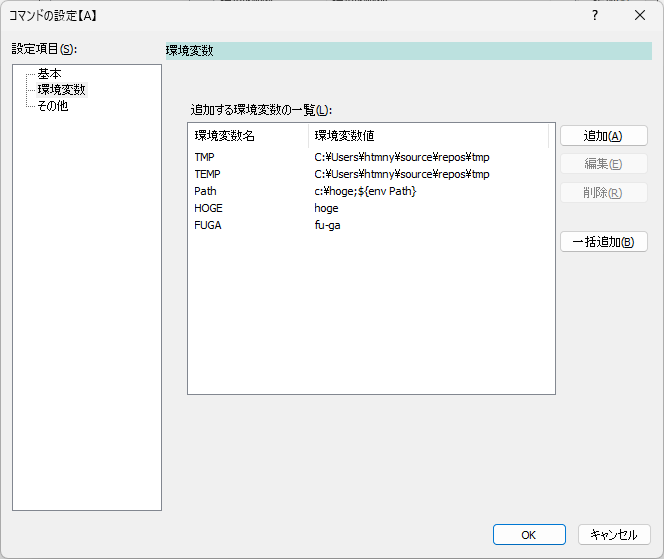 コマンドの設定【A】
?
設定項目(S):
環境変数
基本
環境変数
その他
追加する環境変数の一覧(L):
環境変数名 環境変数値
TMP C:¥Users¥htmny¥source¥repos¥tmp
TEMP C:¥Users¥htmny¥source¥repos¥tmp
Path c:¥hoge;${env Path}
HOGE hoge
FUGA fu-ga
追加(A)
編集(E)
削除(R)
一括追加(B)
OK
キャンセル